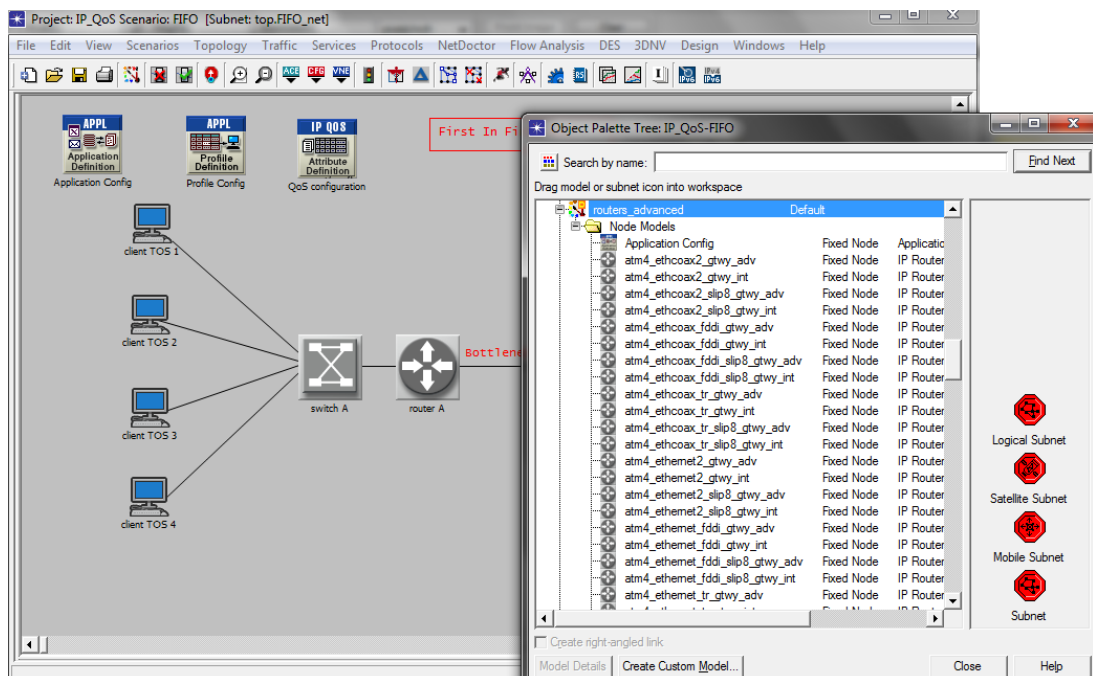 Project: IP_QoS Scenario: FIFO [Subnet: top.FIFO_net]
File Edit View Scenarios Topology Traffic Services Protocols NetDoctor Flow Analysis DES 3DNV Design Windows Help
ACE CFG VNE RS IPv6 IPv6
APPL
Application
Definition
Application Config
APPL
Profile
Definition
Profile Config
IP QOS
Attribute
Definition
QoS configuration
First In Fi
client TOS 1
client TOS 2
client TOS 3
client TOS 4
switch A
router A
Bottlene
Object Palette Tree: IP_QoS-FIFO
Search by name: Find Next
Drag model or subnet icon into workspace
routers_advanced Default
Node Models
Application Config Fixed Node Applicatic
atm4_ethcoax2_gtwy_adv Fixed Node IP Router
atm4_ethcoax2_gtwy_int Fixed Node IP Router
atm4_ethcoax2_slip8_gtwy_adv Fixed Node IP Router
atm4_ethcoax2_slip8_gtwy_int Fixed Node IP Router
atm4_ethcoax_fddi_gtwy_adv Fixed Node IP Router
atm4_ethcoax_fddi_gtwy_int Fixed Node IP Router
atm4_ethcoax_fddi_slip8_gtwy_adv Fixed Node IP Router
atm4_ethcoax_fddi_slip8_gtwy_int Fixed Node IP Router
atm4_ethcoax_tr_gtwy_adv Fixed Node IP Router
atm4_ethcoax_tr_gtwy_int Fixed Node IP Router
atm4_ethcoax_tr_slip8_gtwy_adv Fixed Node IP Router
atm4_ethcoax_tr_slip8_gtwy_int Fixed Node IP Router
atm4_ethernet2_gtwy_adv Fixed Node IP Router
atm4_ethernet2_gtwy_int Fixed Node IP Router
atm4_ethernet2_slip8_gtwy_adv Fixed Node IP Router
atm4_ethernet2_slip8_gtwy_int Fixed Node IP Router
atm4_ethernet_fddi_gtwy_adv Fixed Node IP Router
atm4_ethernet_fddi_gtwy_int Fixed Node IP Router
atm4_ethernet_fddi_slip8_gtwy_adv Fixed Node IP Router
atm4_ethernet_fddi_slip8_gtwy_int Fixed Node IP Router
atm4_ethernet_tr_gtwy_adv Fixed Node IP Router
Logical Subnet
Satellite Subnet
Mobile Subnet
Subnet
Create right-angled link
Model Details Create Custom Model... Close Help